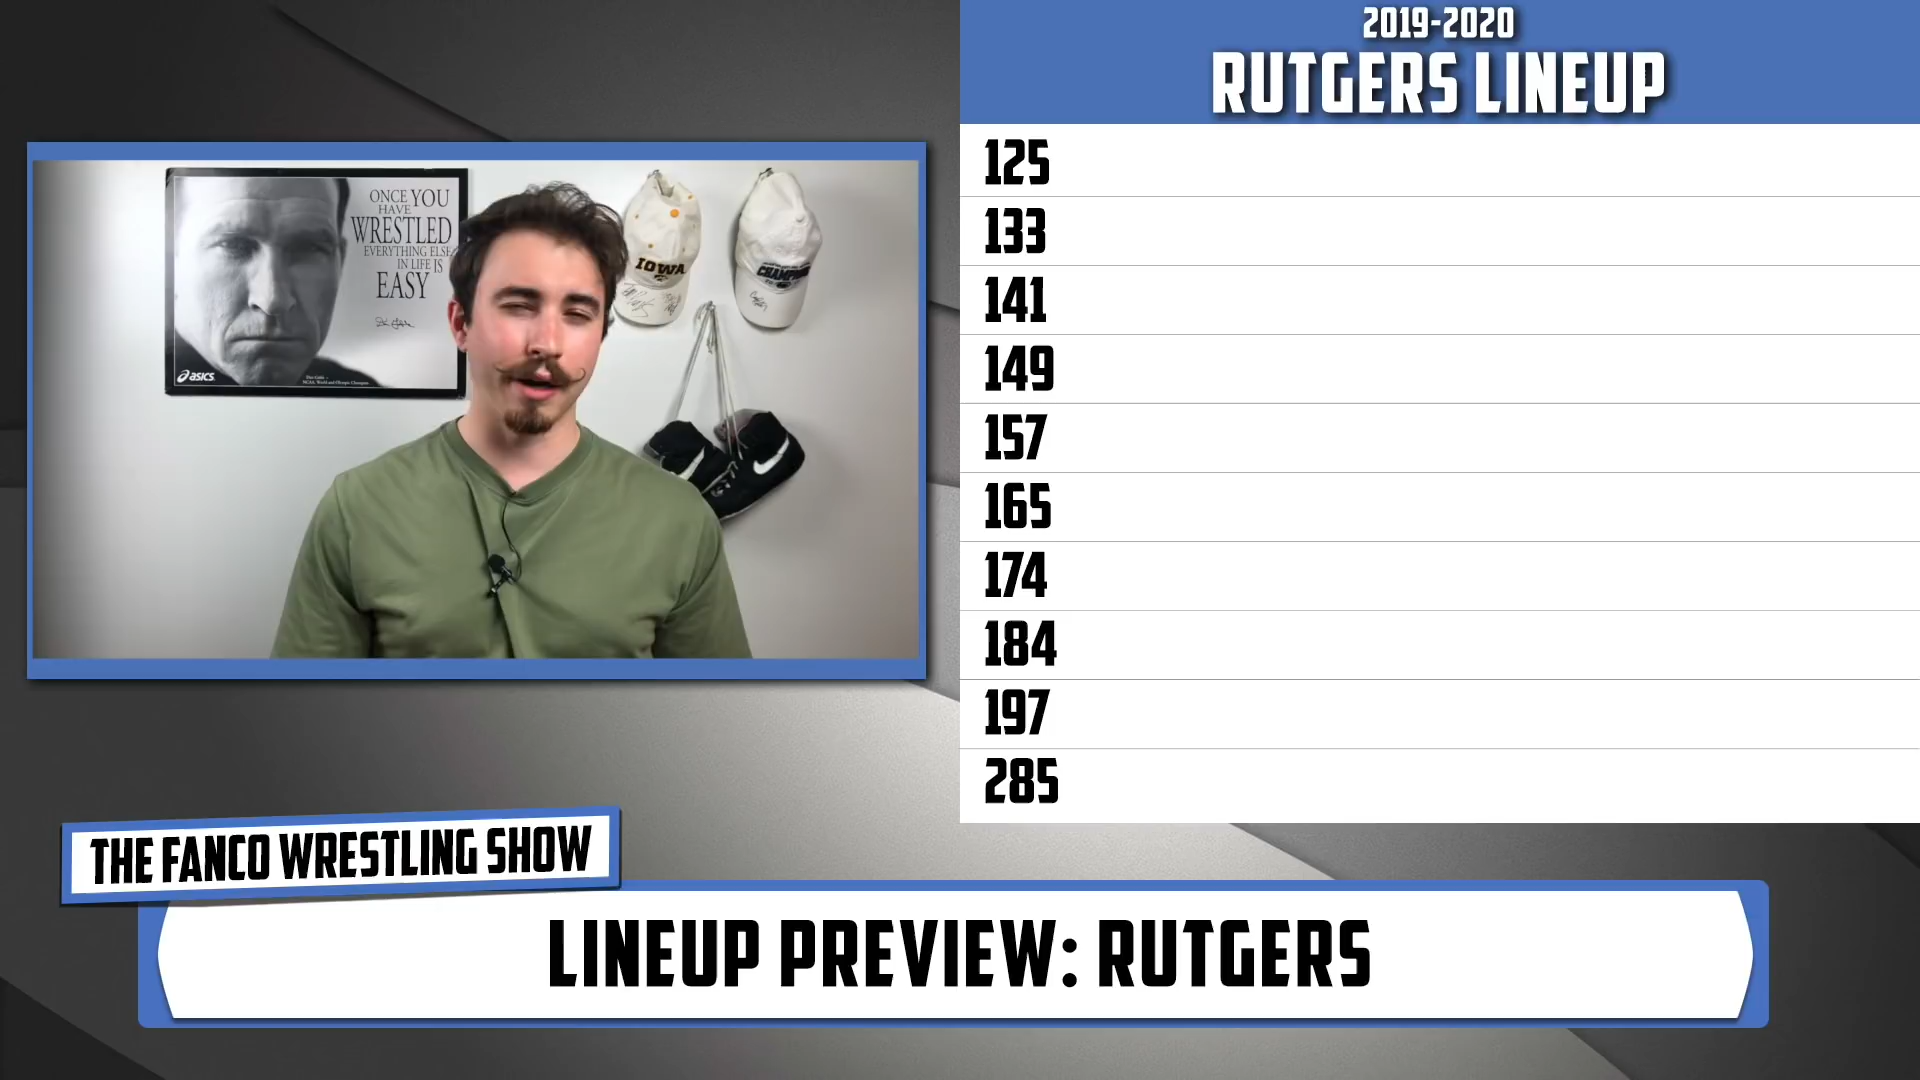 2019-2020
RUTGERS LINEUP
125
133
141
149
157
165
174
184
197
285
ONCE YOU
HAVE
WRESTLED
EVERYTHING ELSE
IN LIFE IS
EASY
asics
IOWA
THE FANCO WRESTLING SHOW
LINEUP PREVIEW: RUTGERS